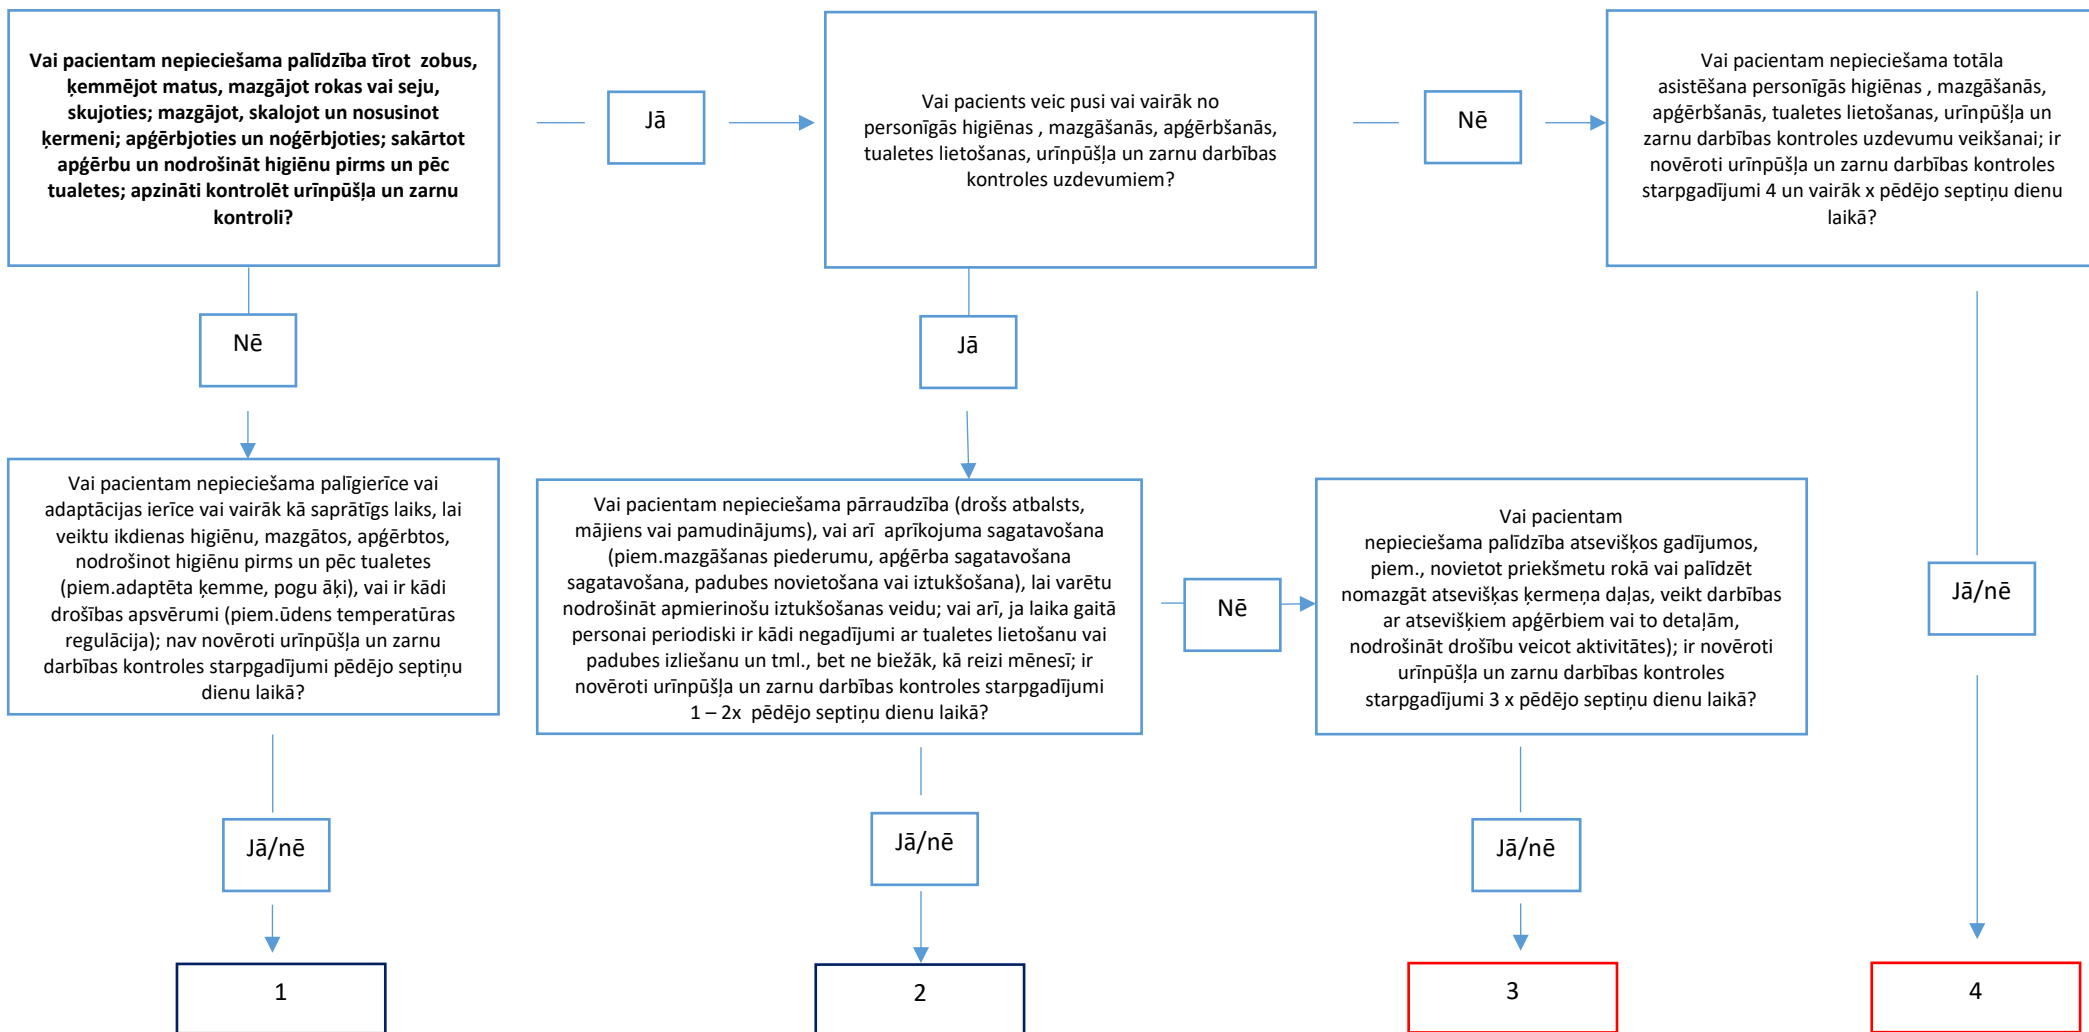 Vai pacientam nepieciešama palīdzība tīrot  zobus,
ķemmējot matus, mazgājot rokas vai seju,
skujoties; mazgājot, skalojot un nosusinot
ķermeni; apģērbjoties un noģērbjoties; sakārtot
apģērbu un nodrošināt higiēnu pirms un pēc
tualetes; apzināti kontrolēt urīnpūšļa un zarnu
kontroli?
Jā
Vai pacients veic pusi vai vairāk no
personīgās higiēnas , mazgāšanās, apģērbšanās,
tualetes lietošanas, urīnpūšļa un zarnu darbības
kontroles uzdevumiem?
Nē
Vai pacientam nepieciešama totāla
asistēšana personīgās higiēnas , mazgāšanās,
apģērbšanās, tualetes lietošanas, urīnpūšļa un
zarnu darbības kontroles uzdevumu veikšanai; ir
novēroti urīnpūšļa un zarnu darbības kontroles
starpgadījumi 4 un vairāk x pēdējo septiņu dienu
laikā?
Nē
Jā
Vai pacientam nepieciešama palīgierīce vai
adaptācijas ierīce vai vairāk kā saprātīgs laiks, lai
veiktu ikdienas higiēnu, mazgātos, apģērbtos,
nodrošinot higiēnu pirms un pēc tualetes
(piem.adaptēta ķemme, pogu āķi), vai ir kādi
drošības apsvērumi (piem.ūdens temperatūras
regulācija); nav novēroti urīnpūšļa un zarnu
darbības kontroles starpgadījumi pēdējo septiņu
dienu laikā?
Vai pacientam nepieciešama pārraudzība (drošs atbalsts,
mājiens vai pamudinājums), vai arī  aprīkojuma sagatavošana
(piem.mazgāšanas piederumu, apģērba sagatavošana
sagatavošana, padubes novietošana vai iztukšošana), lai varētu
nodrošināt apmierinošu iztukšošanas veidu; vai arī, ja laika gaitā
personai periodiski ir kādi negadījumi ar tualetes lietošanu vai
padubes izliešanu un tml., bet ne biežāk, kā reizi mēnesī; ir
novēroti urīnpūšļa un zarnu darbības kontroles starpgadījumi
1 – 2x  pēdējo septiņu dienu laikā?
Nē
Vai pacientam
nepieciešama palīdzība atsevišķos gadījumos,
piem., novietot priekšmetu rokā vai palīdzēt
nomazgāt atsevišķas ķermeņa daļas, veikt darbības
ar atsevišķiem apģērbiem vai to detaļām,
nodrošināt drošību veicot aktivitātes); ir novēroti
urīnpūšļa un zarnu darbības kontroles
starpgadījumi 3 x pēdējo septiņu dienu laikā?
Jā/nē
Jā/nē
Jā/nē
Jā/nē
1
2
3
4